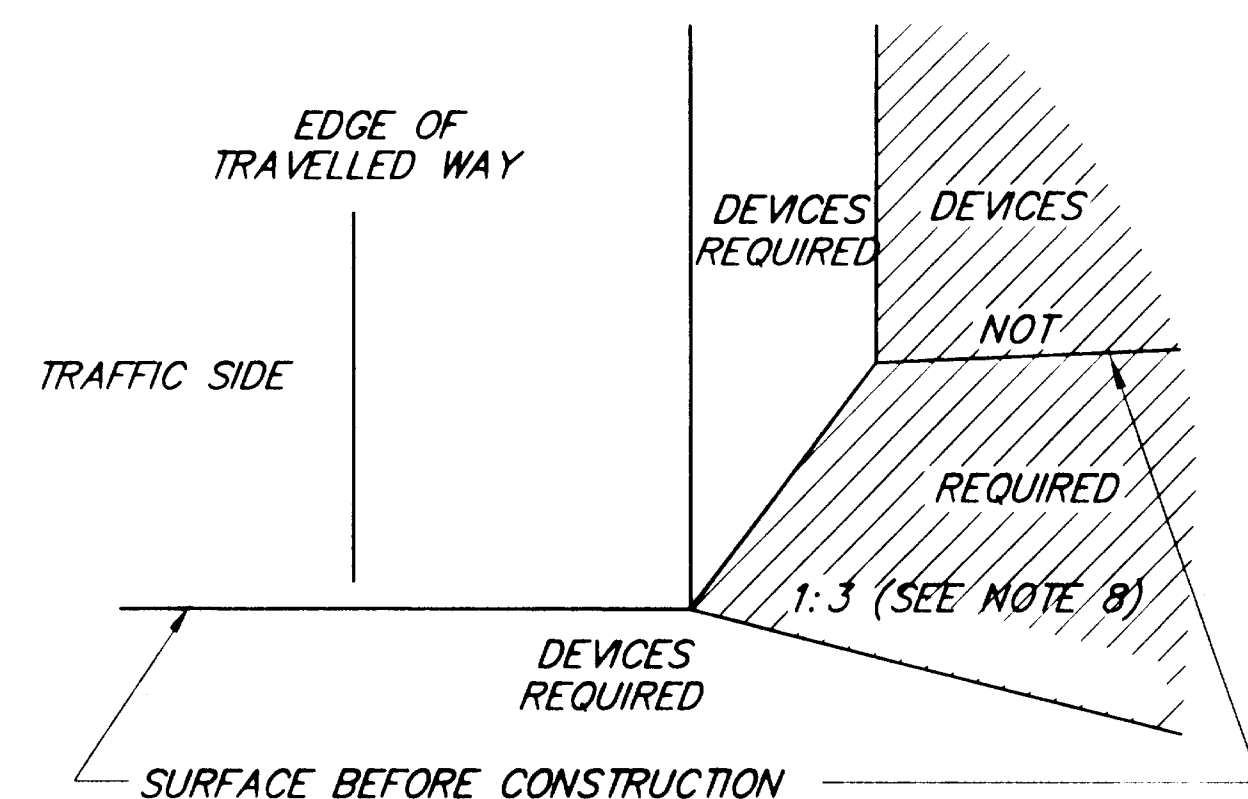 EDGE OF
TRAVELLED WAY
DEVICES
REQUIRED
DEVICES
NOT
TRAFFIC SIDE
REQUIRED
1:3 (SEE NOTE 8)
DEVICES
REQUIRED
SURFACE BEFORE CONSTRUCTION